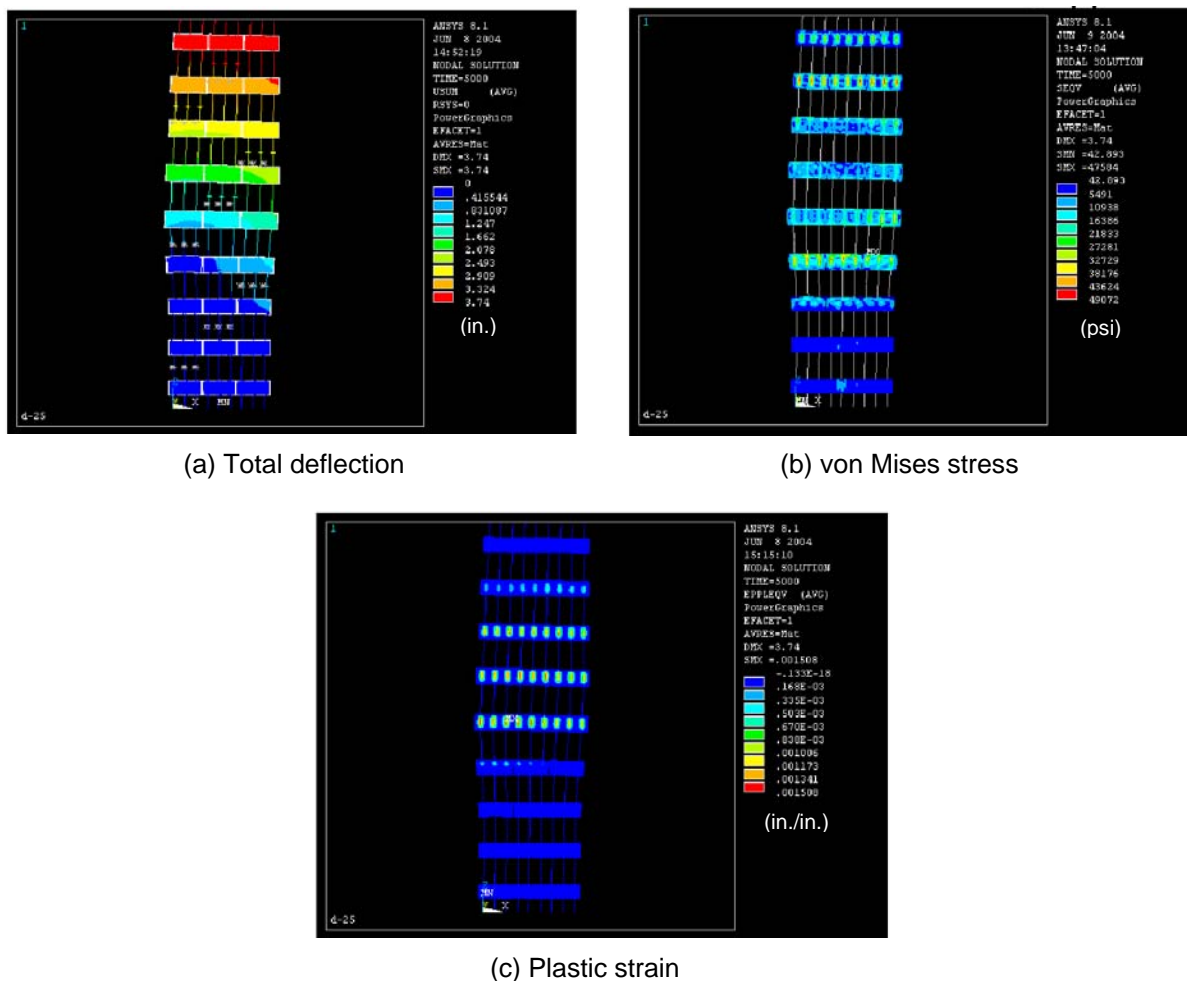 1
ANSYS 8.1
JUN 8 2004
14:52:19
NODAL SOLUTION
TIME=5000
USUM (AVG)
RSYS=0
PowerGraphics
EFACET=1
AVRES=Mat
DMX =3.74
SMX =3.74
0
.415544
.831087
1.247
1.662
2.078
2.493
2.909
3.324
3.74
(in.)
X MN
d-25
(a) Total deflection
1
ANSYS 8.1
JUN 9 2004
13:47:04
NODAL SOLUTION
TIME=5000
SEQV (AVG)
PowerGraphics
EFACET=1
AVRES=Mat
DMX =3.74
SMN =42.893
SMX =47584
42.893
5491
10938
16386
21833
27281
32729
38176
43624
49072
(psi)
X
d-25
(b) von Mises stress
1
ANSYS 8.1
JUN 8 2004
15:15:10
NODAL SOLUTION
TIME=5000
EPPLEQV (AVG)
PowerGraphics
EFACET=1
AVRES=Mat
DMX =3.74
SMX =.001508
-.133E-18
.168E-03
.335E-03
.503E-03
.670E-03
.838E-03
.001006
.001173
.001341
.001508
(in./in.)
MN
X
d-25
(c) Plastic strain